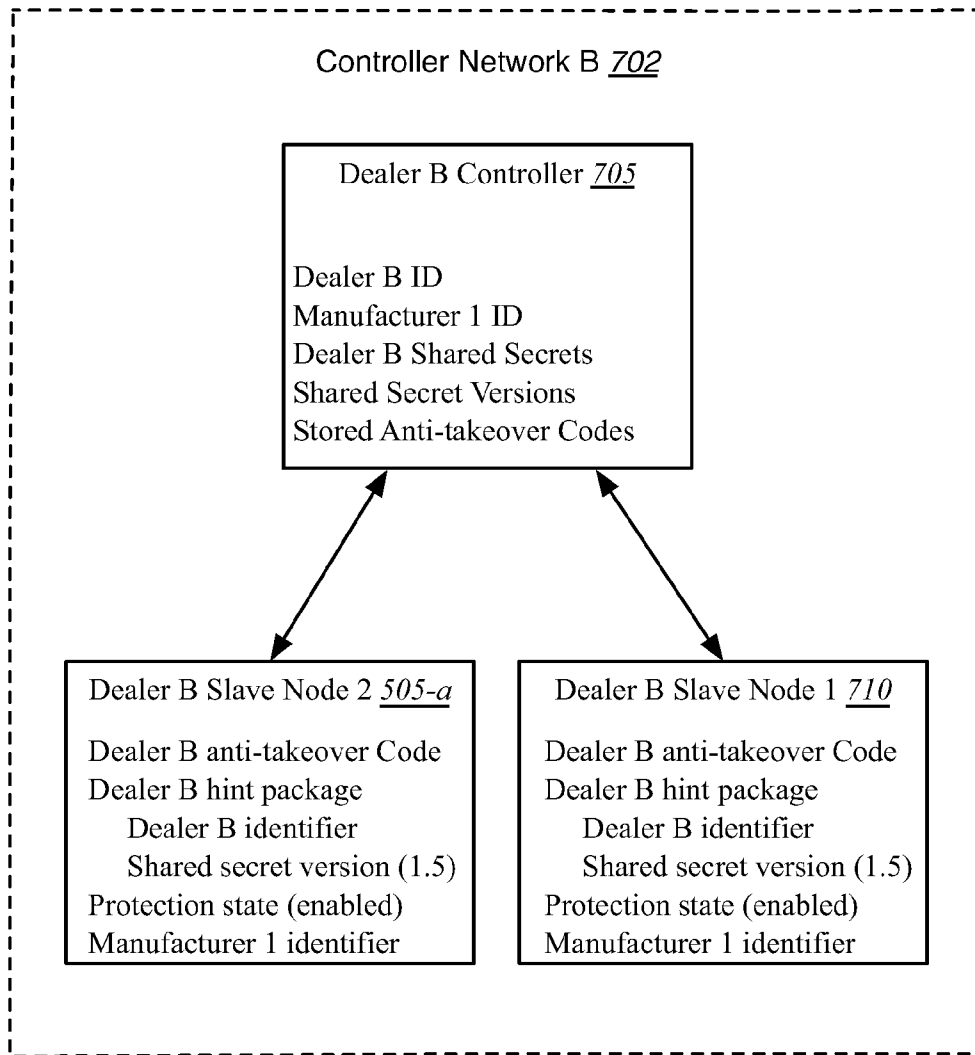 Controller Network B 702
Dealer B Controller 705
Dealer B ID
Manufacturer 1 ID
Dealer B Shared Secrets
Shared Secret Versions
Stored Anti-takeover Codes
Dealer B Slave Node 2 505-a
Dealer B anti-takeover Code
Dealer B hint package
Dealer B identifier
Shared secret version (1.5)
Protection state (enabled)
Manufacturer 1 identifier
Dealer B Slave Node 1 710
Dealer B anti-takeover Code
Dealer B hint package
Dealer B identifier
Shared secret version (1.5)
Protection state (enabled)
Manufacturer 1 identifier